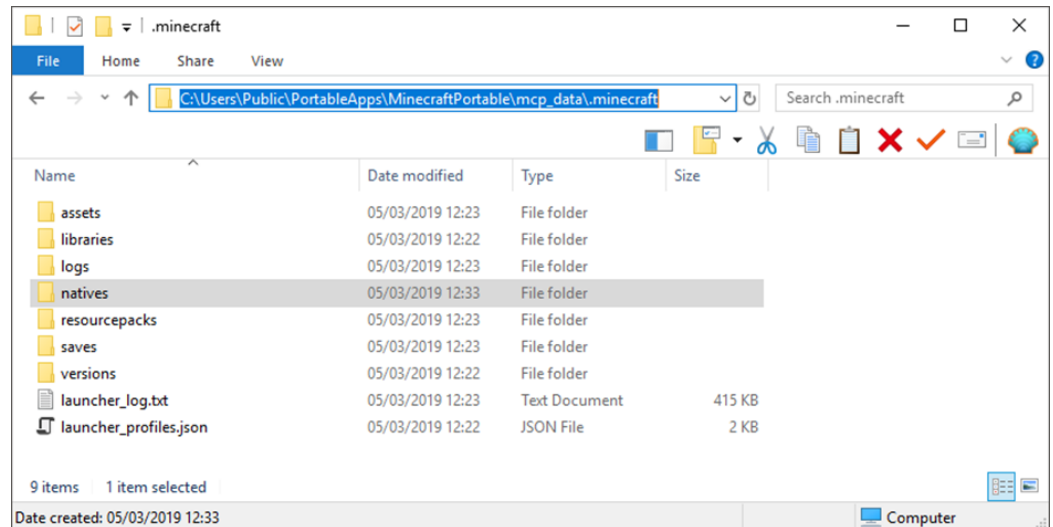 .minecraft
File Home Share View
C:\Users\Public\PortableApps\MinecraftPortable\mcp_data\.minecraft Search .minecraft
Name Date modified Type Size
assets 05/03/2019 12:23 File folder
libraries 05/03/2019 12:22 File folder
logs 05/03/2019 12:23 File folder
natives 05/03/2019 12:33 File folder
resourcepacks 05/03/2019 12:23 File folder
saves 05/03/2019 12:23 File folder
versions 05/03/2019 12:22 File folder
launcher_log.txt 05/03/2019 12:23 Text Document 415 KB
launcher_profiles.json 05/03/2019 12:22 JSON File 2 KB
9 items 1 item selected
Date created: 05/03/2019 12:33 Computer